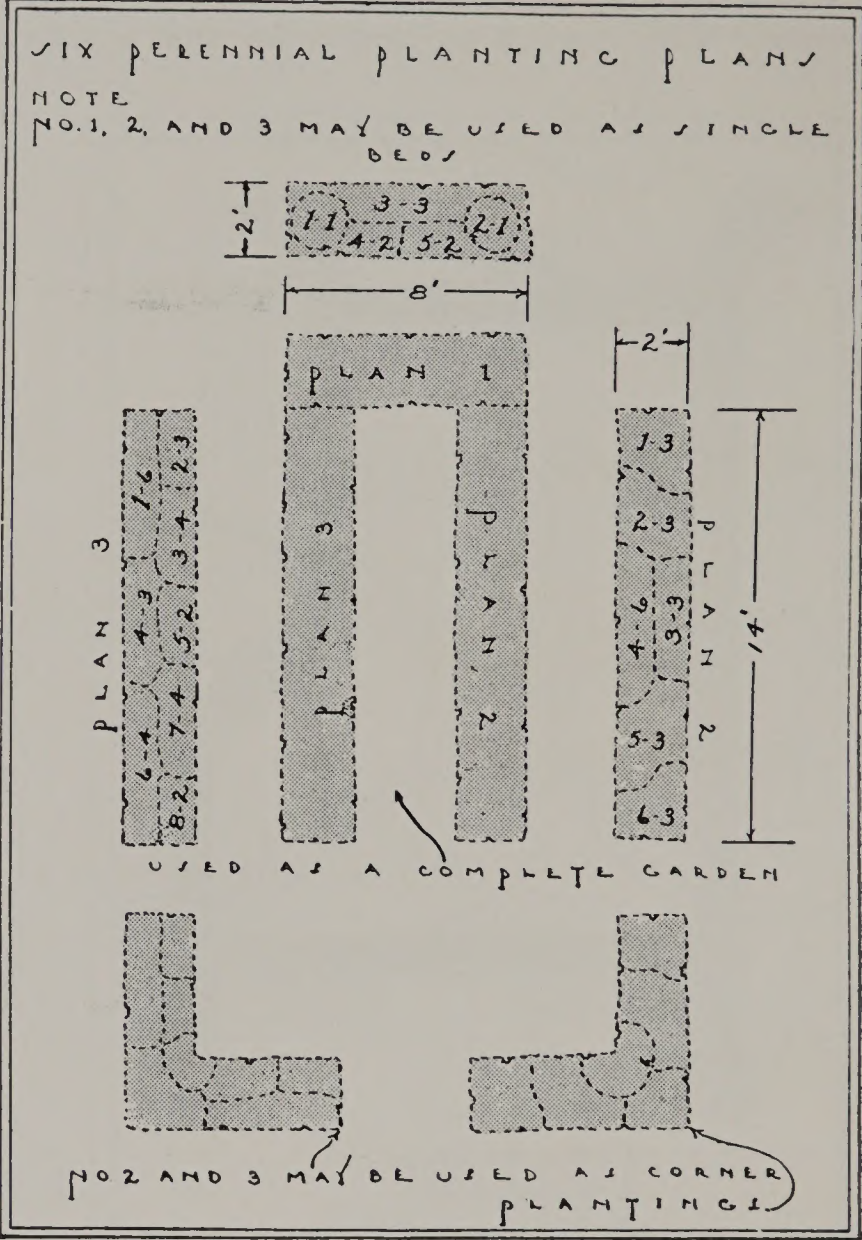 SIX PERENNIAL PLANTING PLANS
NOTE
NO. 1, 2, AND 3 MAY BE USED AS SINGLE
BEDS
2'
1-1
3-3
2-1
4-2
5-2
8'
PLAN 1
2'
PLAN 3
1-6
2-3
3-4
4-3
5-2
6-4
7-4
8-2
PLAN 3
PLAN 2
1-3
2-3
4-6
3-3
5-3
6-3
PLAN 2
14'
USED AS A COMPLETE GARDEN
NO 2 AND 3 MAY BE USED AS CORNER
PLANTINGS